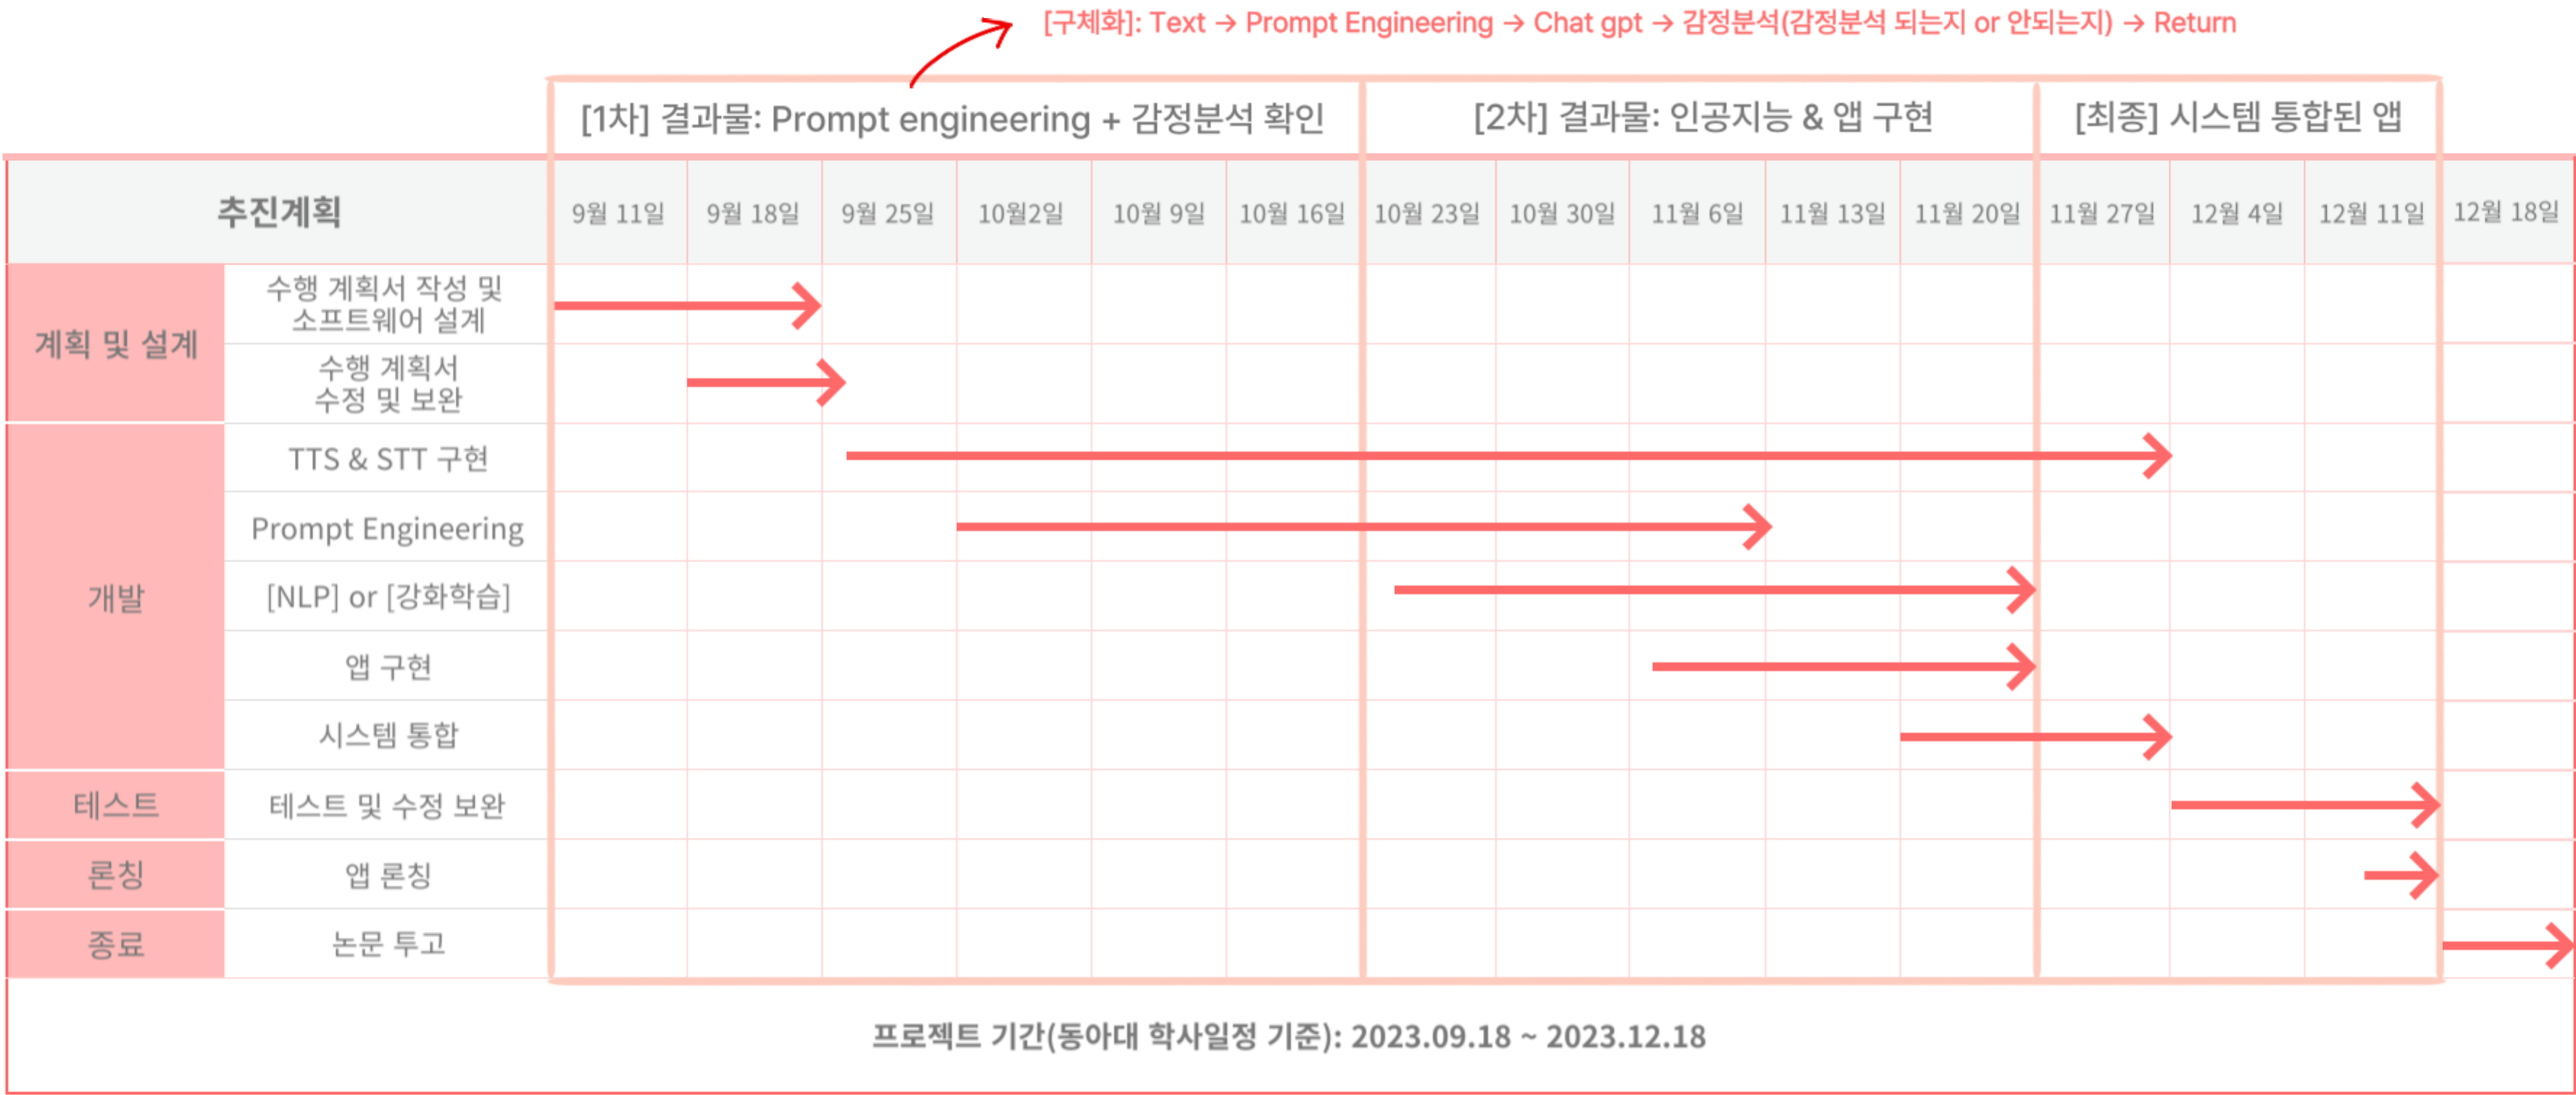 [구체화]: Text → Prompt Engineering → Chat gpt → 감정분석(감정분석 되는지 or 안되는지) → Return
[1차] 결과물: Prompt engineering + 감정분석 확인
[2차] 결과물: 인공지능 & 앱 구현
[최종] 시스템 통합된 앱
추진계획
9월 11일
9월 18일
9월 25일
10월2일
10월 9일
10월 16일
10월 23일
10월 30일
11월 6일
11월 13일
11월 20일
11월 27일
12월 4일
12월 11일
12월 18일
계획 및 설계
수행 계획서 작성 및
소프트웨어 설계
수행 계획서
수정 및 보완
개발
TTS & STT 구현
Prompt Engineering
[NLP] or [강화학습]
앱 구현
시스템 통합
테스트
테스트 및 수정 보완
론칭
앱 론칭
종료
논문 투고
프로젝트 기간(동아대 학사일정 기준): 2023.09.18 ~ 2023.12.18